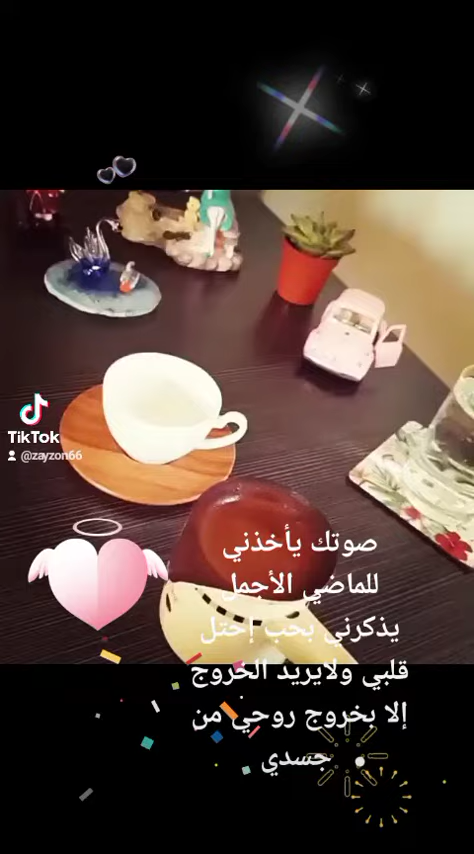 TikTok
@zayzon66
صوتك يأخذني
للماضي الأجمل
يذكرني بحب إحتل
قلبي ولايريد الخروج
إلا بخروج روحي من
جسدي